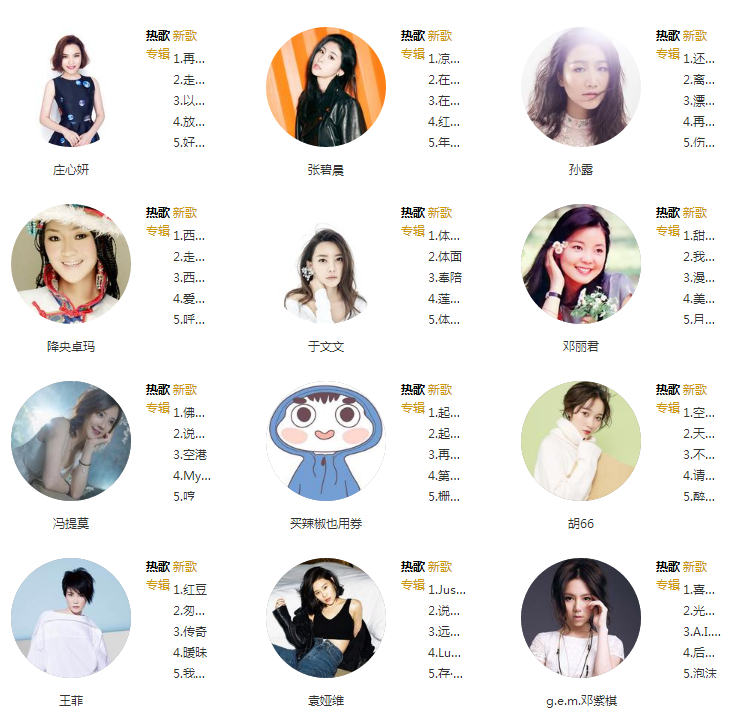 热歌 新歌
专辑
1.再...
2.走...
3.以...
4.放...
5.好...
庄心妍
热歌 新歌
专辑
1.凉...
2.在...
3.在...
4.红...
5.年...
张碧晨
热歌 新歌
专辑
1.还...
2.离...
3.漂...
4.再...
5.伤...
孙露
热歌 新歌
专辑
1.西...
2.走...
3.西...
4.爱...
5.呼...
降央卓玛
热歌 新歌
专辑
1.体...
2.体面
3.奉陪
4.莲...
5.体...
于文文
热歌 新歌
专辑
1.甜...
2.我...
3.漫...
4.美...
5.月...
邓丽君
热歌 新歌
专辑
1.佛...
2.说...
3.空港
4.My...
5.哼
冯提莫
热歌 新歌
专辑
1.起...
2.起...
3.再...
4.第...
5.栅...
买辣椒也用券
热歌 新歌
专辑
1.空...
2.天...
3.不...
4.请...
5.醉...
胡66
热歌 新歌
专辑
1.红豆
2.匆...
3.传奇
4.暧昧
5.我...
王菲
热歌 新歌
专辑
1.Jus...
2.说...
3.远...
4.Lu...
5.存...
袁娅维
热歌 新歌
专辑
1.喜...
2.光...
3.A.I....
4.后...
5.泡沫
g.e.m.邓紫棋